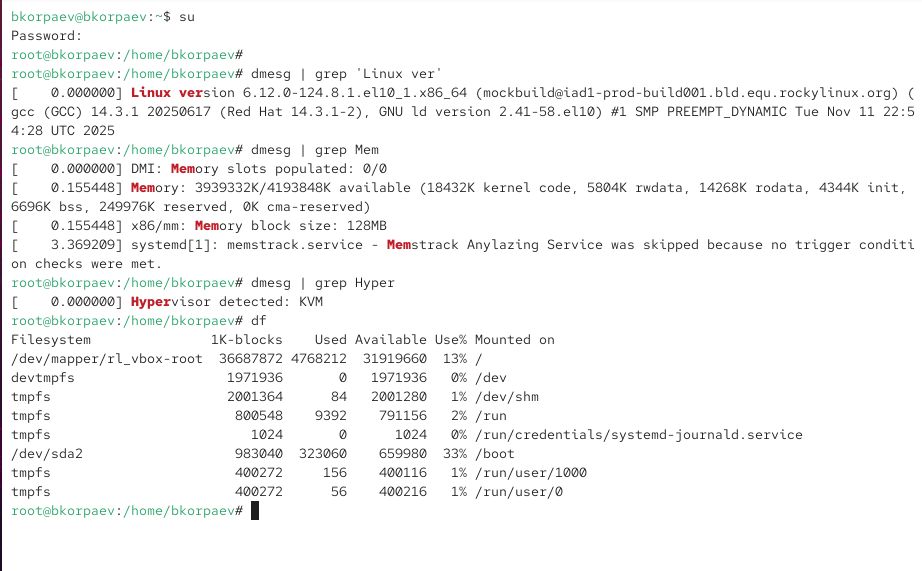 bkorpaev@bkorpaev:~$ su
Password:
root@bkorpaev:/home/bkorpaev#
root@bkorpaev:/home/bkorpaev# dmesg | grep 'Linux ver'
[    0.000000] Linux version 6.12.0-124.8.1.el10_1.x86_64 (mockbuild@iad1-prod-build001.bld.equ.rockylinux.org) (
gcc (GCC) 14.3.1 20250617 (Red Hat 14.3.1-2), GNU ld version 2.41-58.el10) #1 SMP PREEMPT_DYNAMIC Tue Nov 11 22:5
4:28 UTC 2025
root@bkorpaev:/home/bkorpaev# dmesg | grep Mem
[    0.000000] DMI: Memory slots populated: 0/0
[    0.155448] Memory: 3939332K/4193848K available (18432K kernel code, 5804K rwdata, 14268K rodata, 4344K init,
6696K bss, 249976K reserved, 0K cma-reserved)
[    0.155448] x86/mm: Memory block size: 128MB
[    3.369209] systemd[1]: memstrack.service - Memstrack Anylazing Service was skipped because no trigger conditi
on checks were met.
root@bkorpaev:/home/bkorpaev# dmesg | grep Hyper
[    0.000000] Hypervisor detected: KVM
root@bkorpaev:/home/bkorpaev# df
Filesystem               1K-blocks    Used Available Use% Mounted on
/dev/mapper/rl_vbox-root  36687872 4768212  31919660  13% /
devtmpfs                   1971936       0   1971936   0% /dev
tmpfs                      2001364      84   2001280   1% /dev/shm
tmpfs                       800548    9392    791156   2% /run
tmpfs                         1024       0      1024   0% /run/credentials/systemd-journald.service
/dev/sda2                   983040  323060    659980  33% /boot
tmpfs                       400272     156    400116   1% /run/user/1000
tmpfs                       400272      56    400216   1% /run/user/0
root@bkorpaev:/home/bkorpaev#